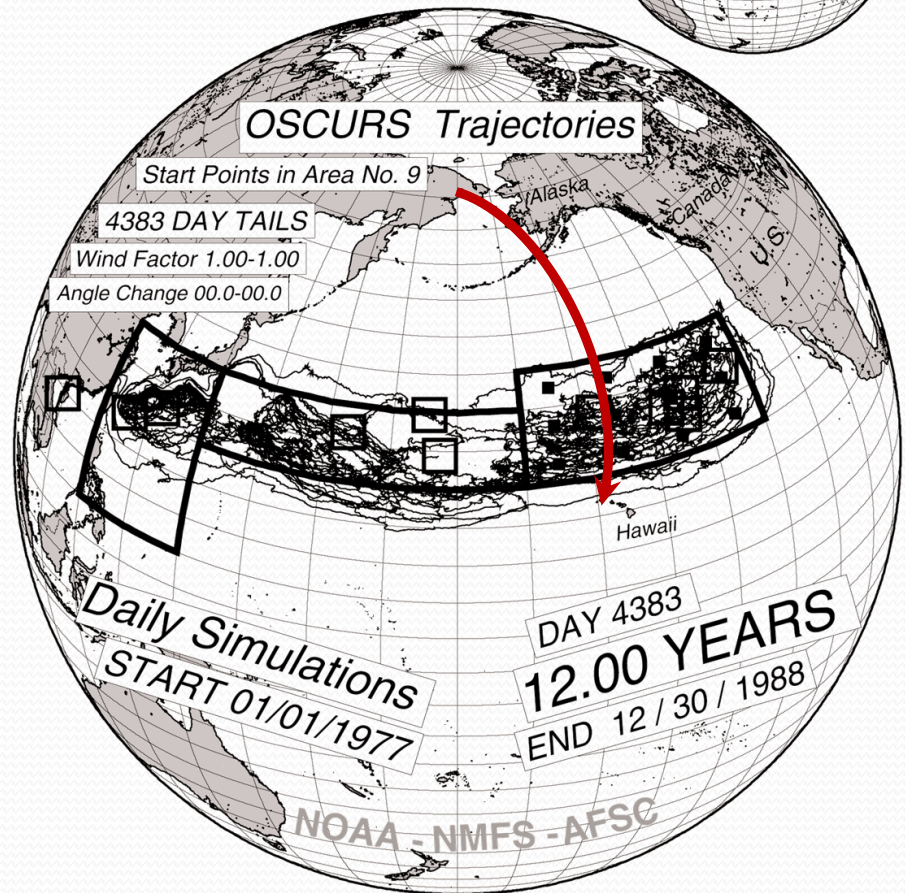 OSCURS Trajectories
Start Points in Area No. 9
4383 DAY TAILS
Wind Factor 1.00-1.00
Angle Change 00.0-00.0
Alaska
Canada
U.S.
Hawaii
Daily Simulations
START 01/01/1977
DAY 4383
12.00 YEARS
END 12 / 30 / 1988
NOAA - NMFS - AFSC